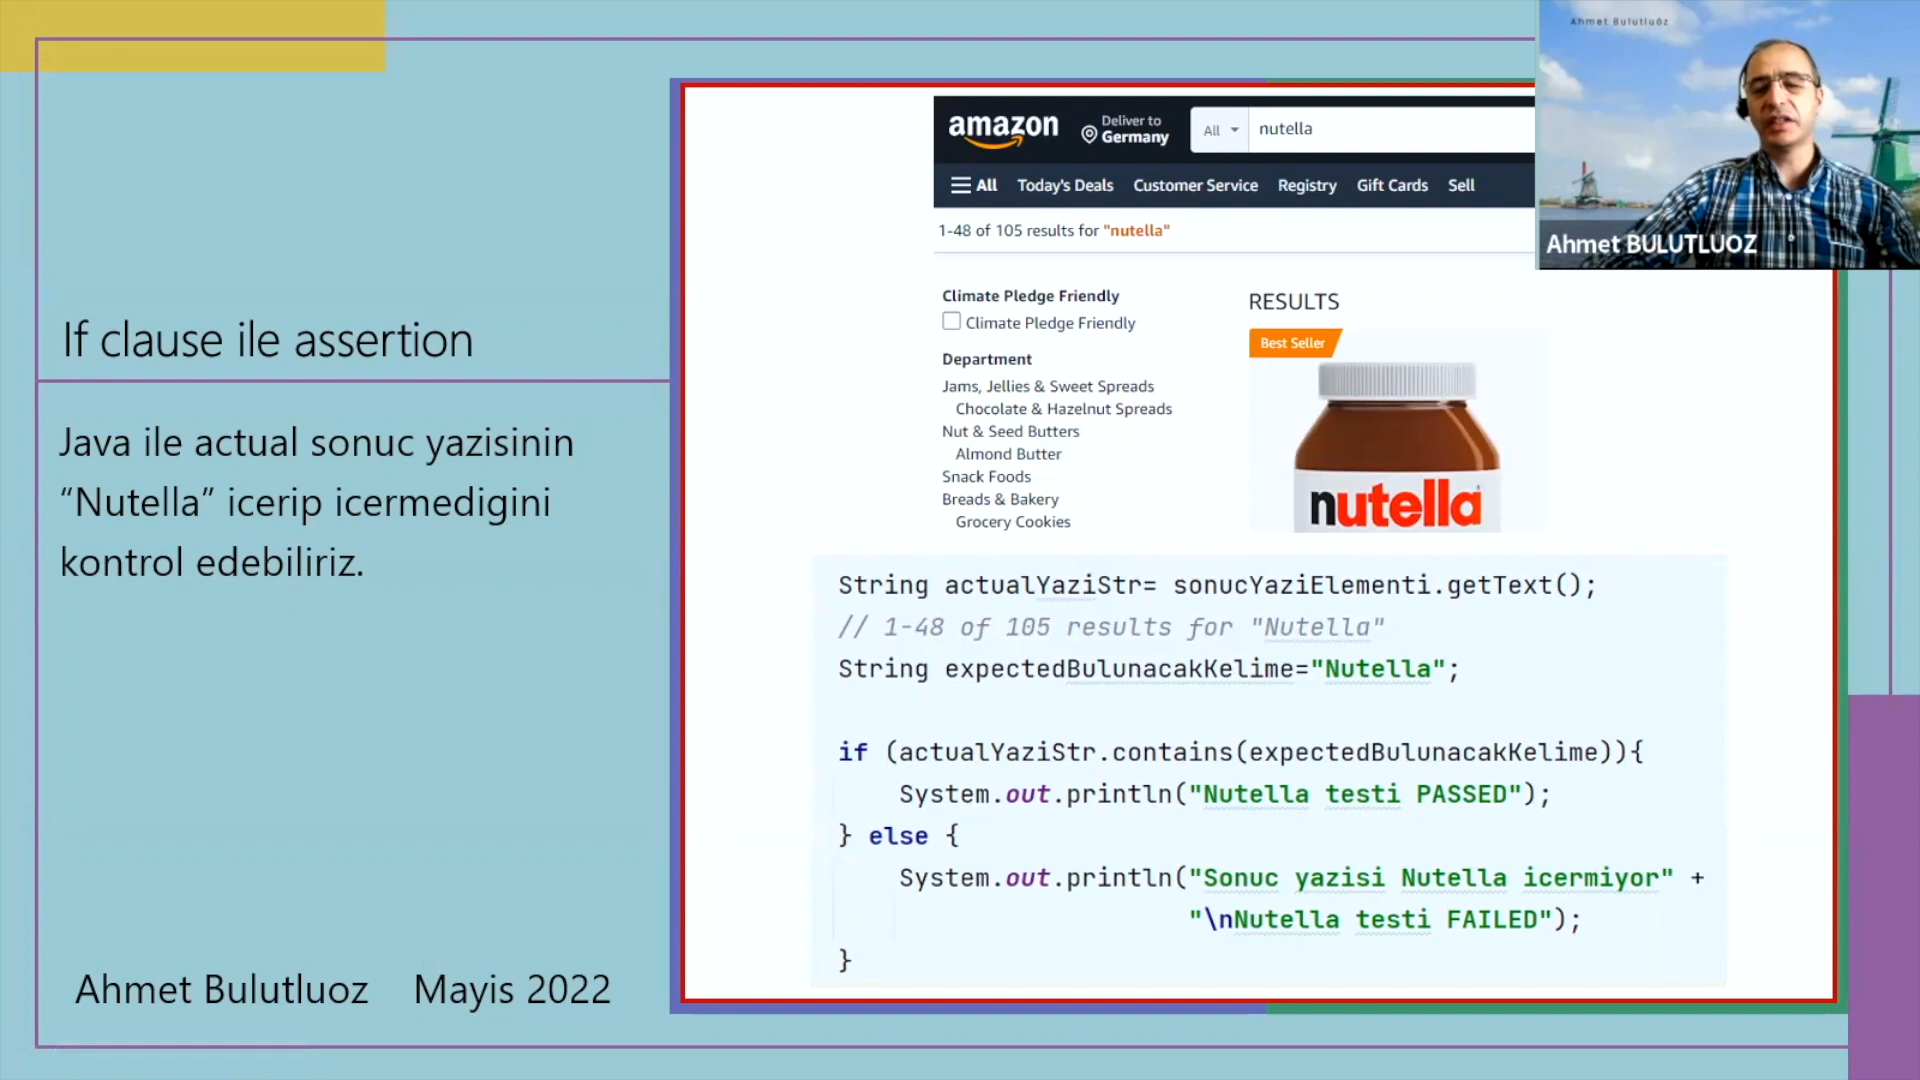 If clause ile assertion
Java ile actual sonuc yazisinin
“Nutella” icerip icermedigini
kontrol edebiliriz.
Ahmet Bulutluoz Mayis 2022
amazon
Deliver to
Germany
All
nutella
All Today's Deals Customer Service Registry Gift Cards Sell
1-48 of 105 results for "nutella"
Climate Pledge Friendly
Climate Pledge Friendly
Department
Jams, Jellies & Sweet Spreads
Chocolate & Hazelnut Spreads
Nut & Seed Butters
Almond Butter
Snack Foods
Breads & Bakery
Grocery Cookies
RESULTS
Best Seller
nutella
String actualYaziStr= sonucYaziElementi.getText();
// 1-48 of 105 results for "Nutella"
String expectedBulunacakKelime="Nutella";
if (actualYaziStr.contains(expectedBulunacakKelime)){
System.out.println("Nutella testi PASSED");
} else {
System.out.println("Sonuc yazisi Nutella icermiyor" +
"\nNutella testi FAILED");
}
Ahmet Bulutluöz
Ahmet BULUTLUOZ